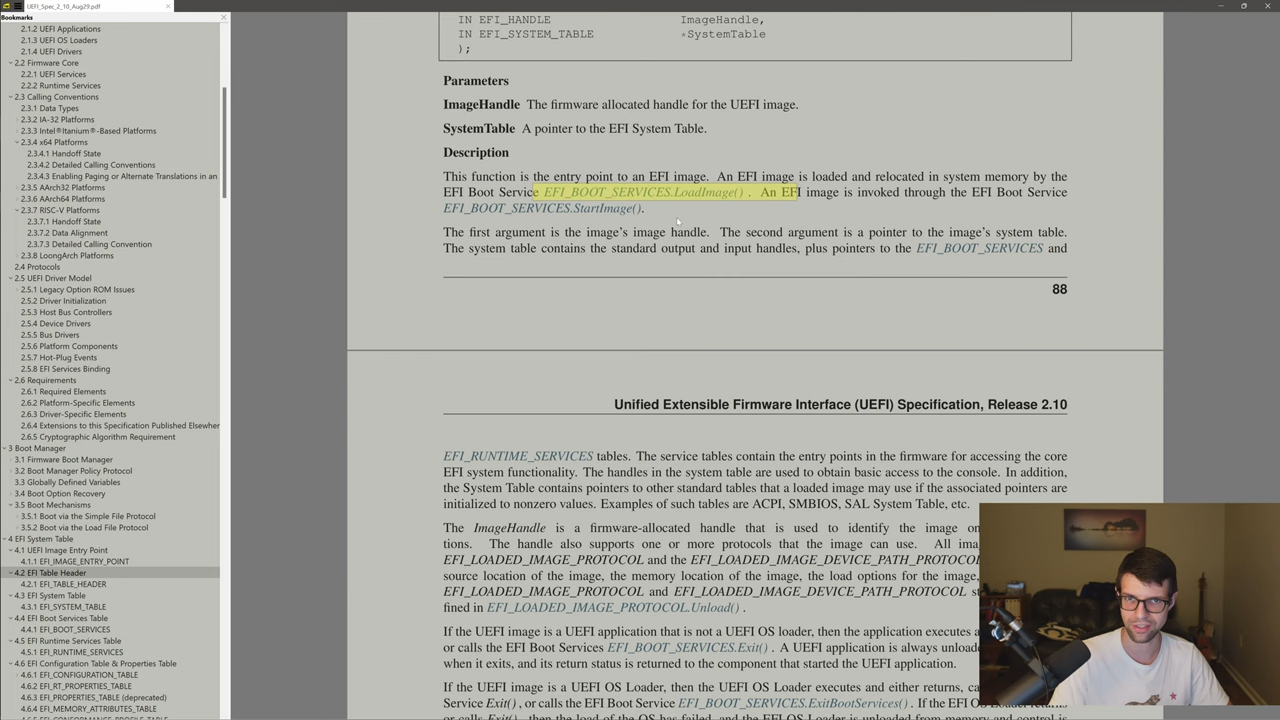 UEFI_Spec_2_10_Aug29.pdf
Bookmarks
2.1.2 UEFI Applications
2.1.3 UEFI OS Loaders
2.1.4 UEFI Drivers
2.2 Firmware Core
2.2.1 UEFI Services
2.2.2 Runtime Services
2.3 Calling Conventions
2.3.1 Data Types
2.3.2 IA-32 Platforms
2.3.3 Intel®Itanium®-Based Platforms
2.3.4 x64 Platforms
2.3.4.1 Handoff State
2.3.4.2 Detailed Calling Conventions
2.3.4.3 Enabling Paging or Alternate Translations in an
2.3.5 AArch32 Platforms
2.3.6 AArch64 Platforms
2.3.7 RISC-V Platforms
2.3.7.1 Handoff State
2.3.7.2 Data Alignment
2.3.7.3 Detailed Calling Convention
2.3.8 LoongArch Platforms
2.4 Protocols
2.5 UEFI Driver Model
2.5.1 Legacy Option ROM Issues
2.5.2 Driver Initialization
2.5.3 Host Bus Controllers
2.5.4 Device Drivers
2.5.5 Bus Drivers
2.5.6 Platform Components
2.5.7 Hot-Plug Events
2.5.8 EFI Services Binding
2.6 Requirements
2.6.1 Required Elements
2.6.2 Platform-Specific Elements
2.6.3 Driver-Specific Elements
2.6.4 Extensions to this Specification Published Elsewher
2.6.5 Cryptographic Algorithm Requirement
3 Boot Manager
3.1 Firmware Boot Manager
3.2 Boot Manager Policy Protocol
3.3 Globally Defined Variables
3.4 Boot Option Recovery
3.5 Boot Mechanisms
3.5.1 Boot via the Simple File Protocol
3.5.2 Boot via the Load File Protocol
4 EFI System Table
4.1 UEFI Image Entry Point
4.1.1 EFI_IMAGE_ENTRY_POINT
4.2 EFI Table Header
4.2.1 EFI_TABLE_HEADER
4.3 EFI System Table
4.3.1 EFI_SYSTEM_TABLE
4.4 EFI Boot Services Table
4.4.1 EFI_BOOT_SERVICES
4.5 EFI Runtime Services Table
4.5.1 EFI_RUNTIME_SERVICES
4.6 EFI Configuration Table & Properties Table
4.6.1 EFI_CONFIGURATION_TABLE
4.6.2 EFI_RT_PROPERTIES_TABLE
4.6.3 EFI_PROPERTIES_TABLE (deprecated)
4.6.4 EFI_MEMORY_ATTRIBUTES_TABLE
IN EFI_HANDLE ImageHandle,
IN EFI_SYSTEM_TABLE *SystemTable
);
Parameters
ImageHandle The firmware allocated handle for the UEFI image.
SystemTable A pointer to the EFI System Table.
Description
This function is the entry point to an EFI image. An EFI image is loaded and relocated in system memory by the
EFI Boot Service EFI_BOOT_SERVICES.LoadImage() . An EFI image is invoked through the EFI Boot Service
EFI_BOOT_SERVICES.StartImage().
The first argument is the image's image handle. The second argument is a pointer to the image's system table.
The system table contains the standard output and input handles, plus pointers to the EFI_BOOT_SERVICES and
88
Unified Extensible Firmware Interface (UEFI) Specification, Release 2.10
EFI_RUNTIME_SERVICES tables. The service tables contain the entry points in the firmware for accessing the core
EFI system functionality. The handles in the system table are used to obtain basic access to the console. In addition,
the System Table contains pointers to other standard tables that a loaded image may use if the associated pointers are
initialized to nonzero values. Examples of such tables are ACPI, SMBIOS, SAL System Table, etc.
The ImageHandle is a firmware-allocated handle that is used to identify the image on
tions. The handle also supports one or more protocols that the image can use. All ima
EFI_LOADED_IMAGE_PROTOCOL and the EFI_LOADED_IMAGE_DEVICE_PATH_PROTOCOL
source location of the image, the memory location of the image, the load options for the image,
EFI_LOADED_IMAGE_PROTOCOL and EFI_LOADED_IMAGE_DEVICE_PATH_PROTOCOL st
fined in EFI_LOADED_IMAGE_PROTOCOL.Unload() .
If the UEFI image is a UEFI application that is not a UEFI OS loader, then the application executes a
or calls the EFI Boot Services EFI_BOOT_SERVICES.Exit() . A UEFI application is always unloade
when it exits, and its return status is returned to the component that started the UEFI application.
If the UEFI image is a UEFI OS Loader, then the OS Loader executes and either returns, ca
Service Exit(), or calls the EFI Boot Service EFI_BOOT_SERVICES.ExitBootServices() . If the EFI OS Loader returns
or calls Exit(), then the load of the OS has failed, and the EFI OS Loader is unloaded from memory and control is